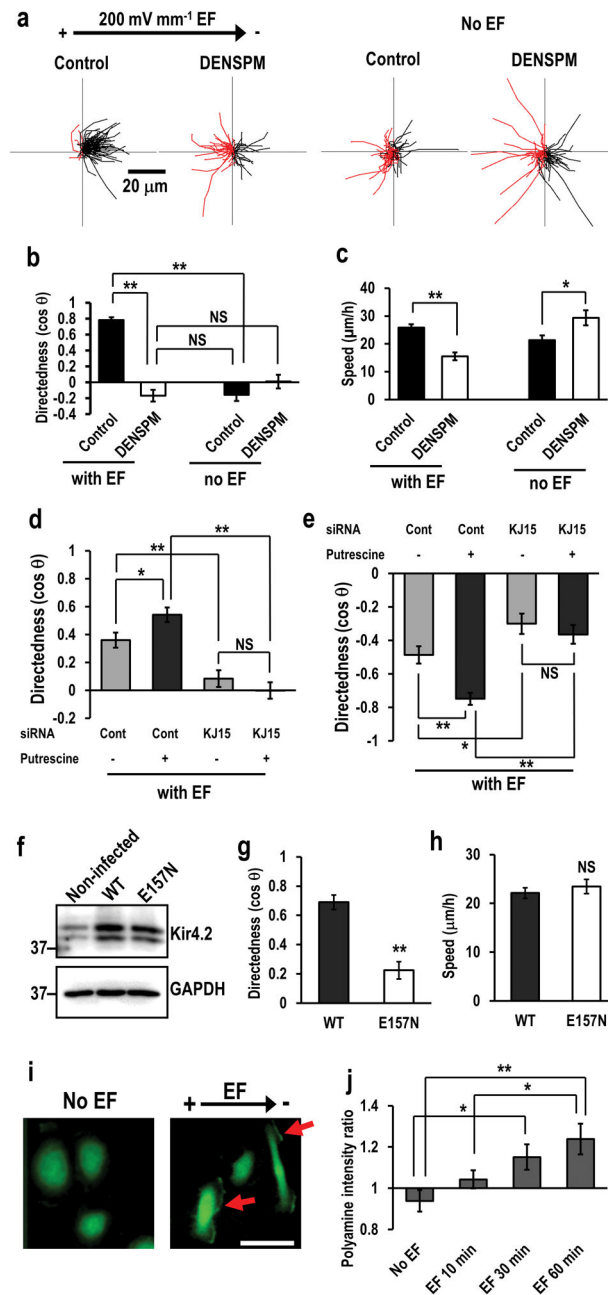 a
200 mV mm⁻¹ EF
+ -
No EF
Control DENSPM Control DENSPM
20 μm
b
Directedness (cos θ)
1
0.8
0.6
0.4
0.2
0
-0.2
-0.4
**
**
NS
NS
Control DENSPM Control DENSPM
with EF no EF
c
Speed (μm/h)
40
30
20
10
0
**
*
Control DENSPM Control DENSPM
with EF no EF
d
Directedness (cos θ)
0.8
0.6
0.4
0.2
0
-0.2
**
**
*
NS
siRNA Cont Cont KJ15 KJ15
Putrescine - + - +
with EF
e
siRNA Cont Cont KJ15 KJ15
Putrescine - + - +
Directedness (cos θ)
0
-0.2
-0.4
-0.6
-0.8
-1
NS
**
*
**
with EF
f
Non-infected WT E157N
37
Kir4.2
37
GAPDH
g
Directedness (cos θ)
1
0.8
0.6
0.4
0.2
0
**
WT E157N
h
Speed (μm/h)
30
20
10
0
NS
WT E157N
i
No EF
+ EF -
j
Polyamine intensity ratio
1.4
1.2
1
0.8
**
*
*
No EF EF 10 min EF 30 min EF 60 min